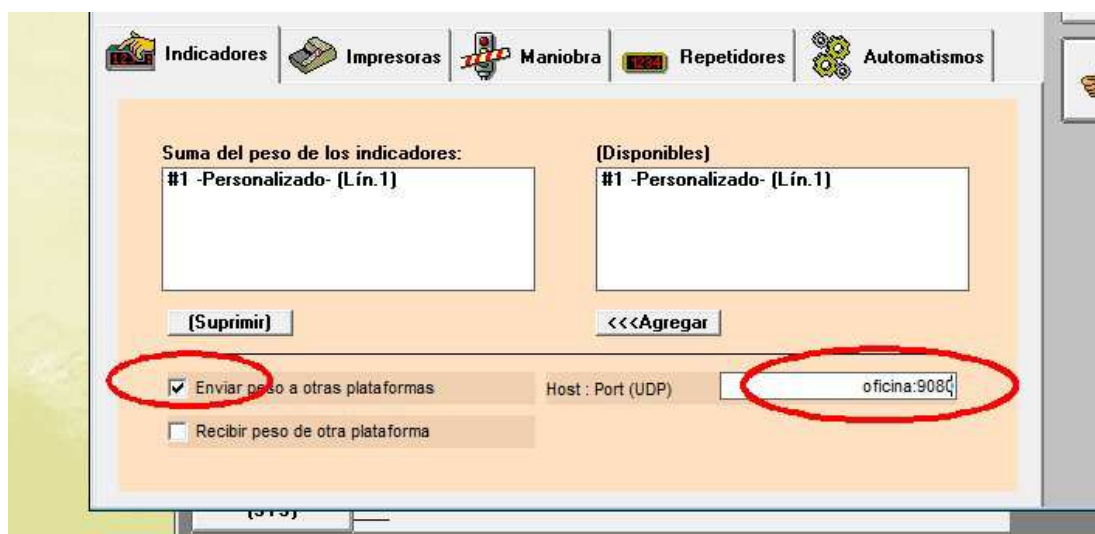 Indicadores
Impresoras
Maniobra
Repetidores
Automatismos
Suma del peso de los indicadores:
#1 -Personalizado- (Lín.1)
(Disponibles)
#1 -Personalizado- (Lín.1)
(Suprimir)
<<<Agregar
Enviar peso a otras plataformas
Host : Port (UDP)
oficina:9080
Recibir peso de otra plataforma